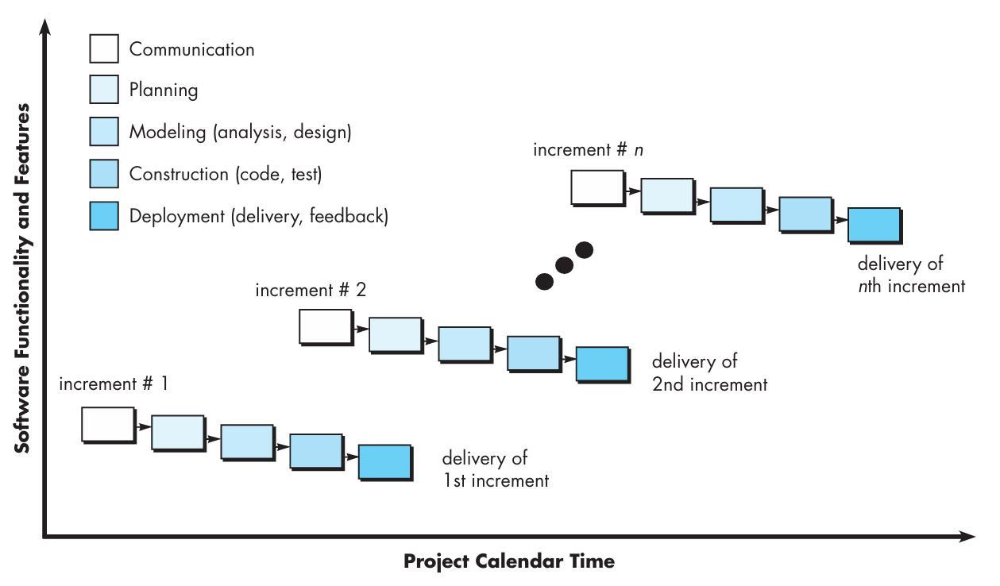 Communication
Planning
Modeling (analysis, design)
Construction (code, test)
Deployment (delivery, feedback)
Software Functionality and Features
increment # n
delivery of
nth increment
increment # 2
delivery of
2nd increment
increment # 1
delivery of
1st increment
Project Calendar Time